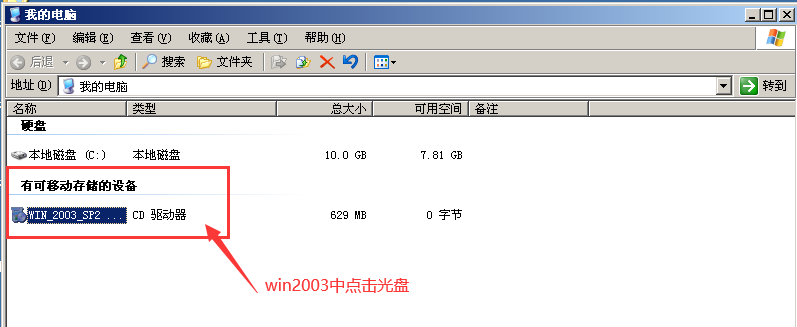 我的电脑
文件(F) 编辑(E) 查看(V) 收藏(A) 工具(T) 帮助(H)
后退 搜索 文件夹
地址(D) 我的电脑 转到
名称 类型 总大小 可用空间 备注
硬盘
本地磁盘 (C:) 本地磁盘 10.0 GB 7.81 GB
有可移动存储的设备
WIN_2003_SP2 ... CD 驱动器 629 MB 0 字节
win2003中点击光盘